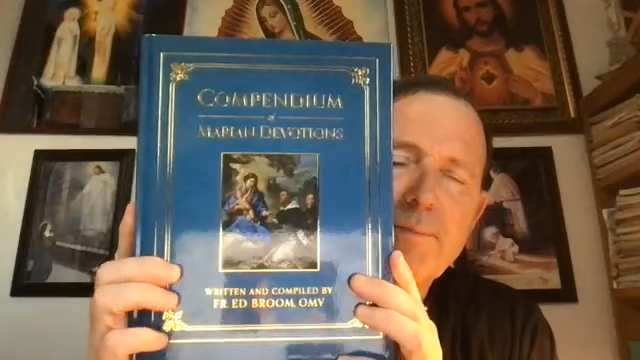 COMPENDIUM
of
MARIAN DEVOTIONS
WRITTEN AND COMPILED BY
FR. ED BROOM, OMV